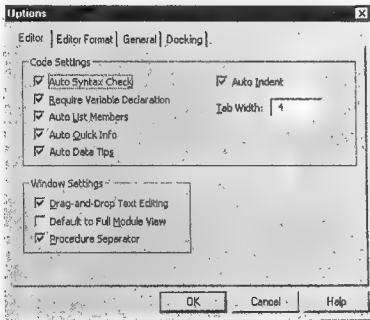 Options
Editor Editor Format General Docking
Code Settings
Auto Syntax Check
Require Variable Declaration
Auto List Members
Auto Quick Info
Auto Data Tips
Auto Indent
Tab Width: 4
Window Settings
Drag-and-Drop Text Editing
Default to Full Module View
Procedure Separator
OK Cancel Help